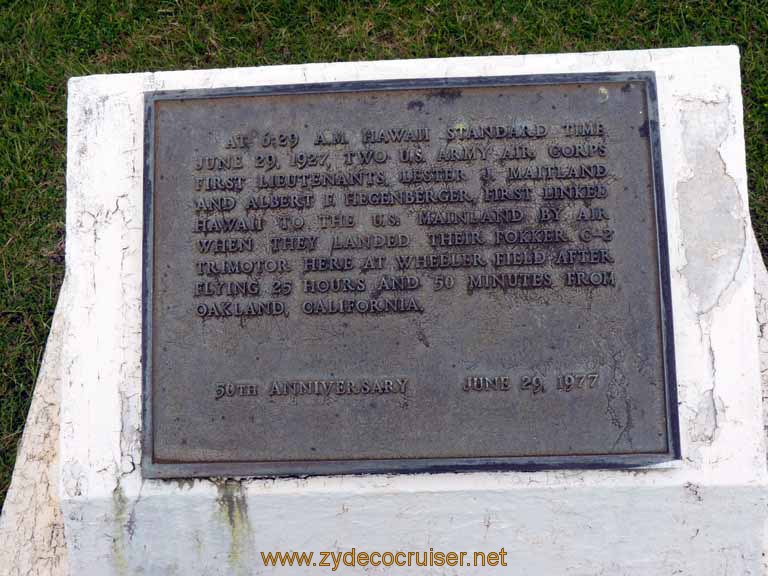 AT 6:29 A.M. HAWAII STANDARD TIME,
JUNE 29, 1927, TWO U.S. ARMY AIR CORPS
FIRST LIEUTENANTS, LESTER J. MAITLAND
AND ALBERT F. HEGENBERGER, FIRST LINKED
HAWAII TO THE U.S. MAINLAND BY AIR
WHEN THEY LANDED THEIR FOKKER C-2
TRIMOTOR HERE AT WHEELER FIELD AFTER
FLYING 25 HOURS AND 50 MINUTES FROM
OAKLAND, CALIFORNIA.
50TH ANNIVERSARY JUNE 29, 1977
www.zydecocruiser.net